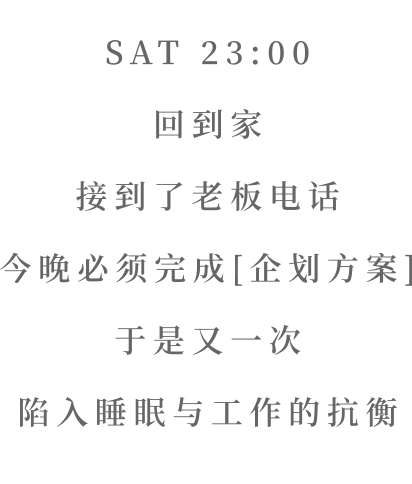 SAT 23:00
回到家
接到了老板电话
今晚必须完成[企划方案]
于是又一次
陷入睡眠与工作的抗衡